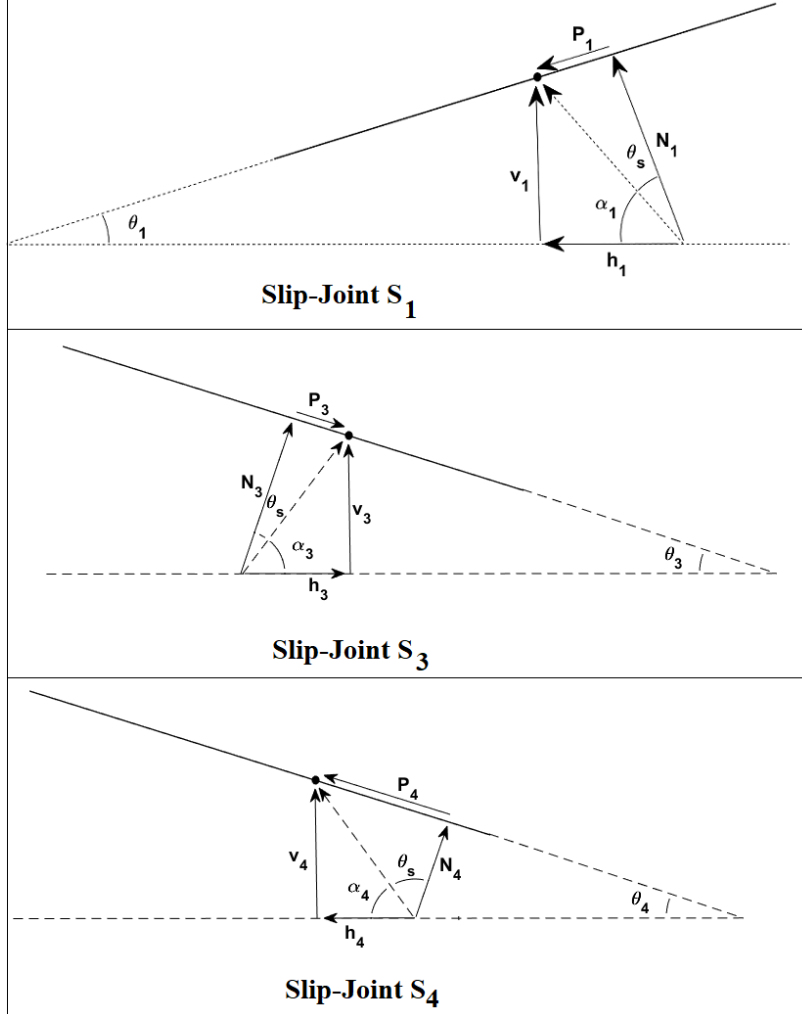 P1
N1
θs
v1
α1
θ1
h1
Slip-Joint S1
P3
N3
θs
v3
α3
θ3
h3
Slip-Joint S3
P4
v4
θs
N4
α4
θ4
h4
Slip-Joint S4